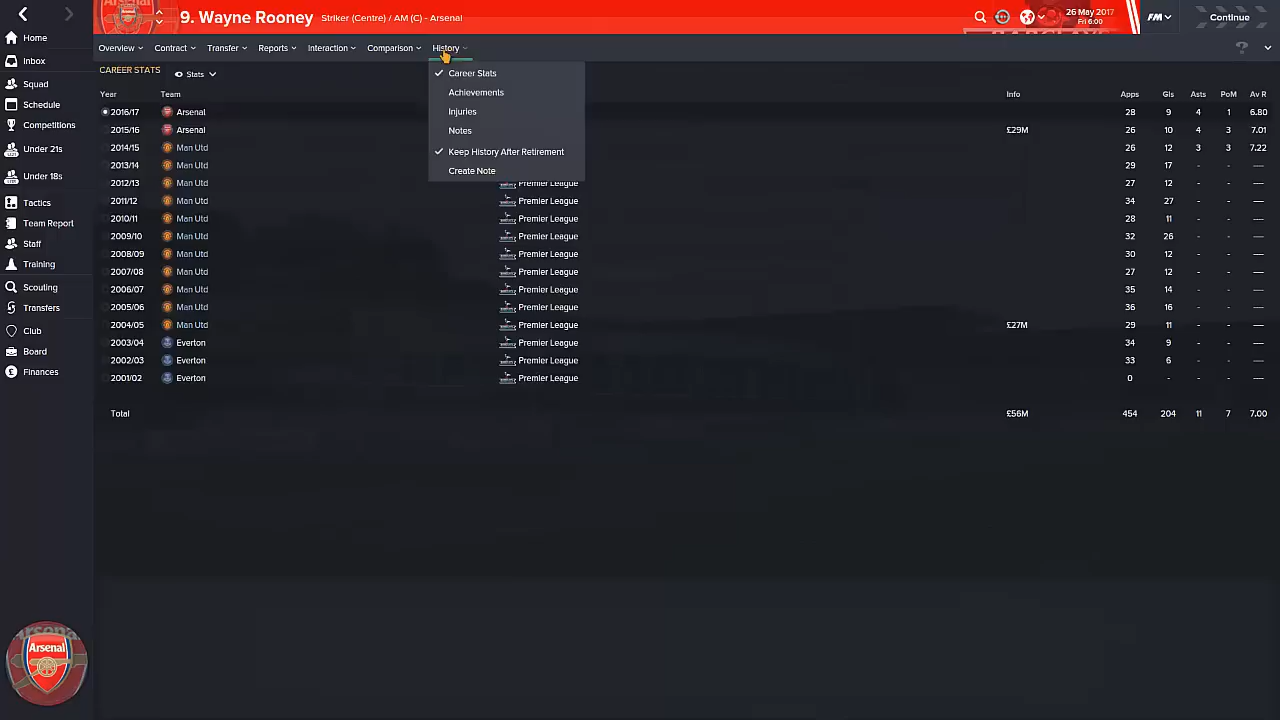 9. Wayne Rooney Striker (Centre) / AM (C) - Arsenal 26 May 2017 Fri 6:00 FM Continue
Home
Inbox
Squad
Schedule
Competitions
Under 21s
Under 18s
Tactics
Team Report
Staff
Training
Scouting
Transfers
Club
Board
Finances
Arsenal
Overview Contract Transfer Reports Interaction Comparison History
CAREER STATS Stats
Career Stats
Achievements
Injuries
Notes
Keep History After Retirement
Create Note
Year Team Info Apps Gls Asts PoM Av R
2016/17 Arsenal 28 9 4 1 6.80
2015/16 Arsenal £29M 26 10 4 3 7.01
2014/15 Man Utd 26 12 3 3 7.22
2013/14 Man Utd 29 17 - - —
2012/13 Man Utd Premier League 27 12 - - —
2011/12 Man Utd Premier League 34 27 - - —
2010/11 Man Utd Premier League 28 11 - - —
2009/10 Man Utd Premier League 32 26 - - —
2008/09 Man Utd Premier League 30 12 - - —
2007/08 Man Utd Premier League 27 12 - - —
2006/07 Man Utd Premier League 35 14 - - —
2005/06 Man Utd Premier League 36 16 - - —
2004/05 Man Utd Premier League £27M 29 11 - - —
2003/04 Everton Premier League 34 9 - - —
2002/03 Everton Premier League 33 6 - - —
2001/02 Everton Premier League 0 - - - —
Total £56M 454 204 11 7 7.00